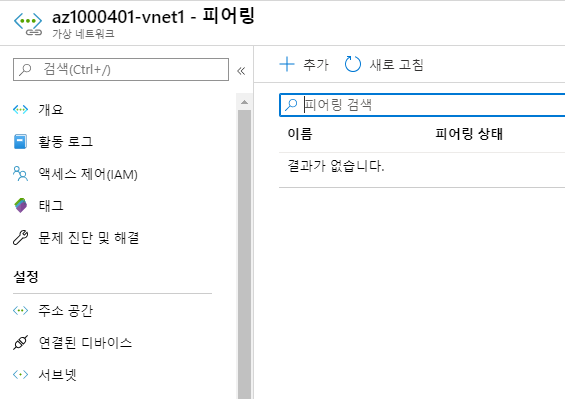 az1000401-vnet1 - 피어링
가상 네트워크
검색(Ctrl+/)
«
개요
활동 로그
액세스 제어(IAM)
태그
문제 진단 및 해결
설정
주소 공간
연결된 디바이스
서브넷
추가 새로 고침
피어링 검색
이름 피어링 상태
결과가 없습니다.